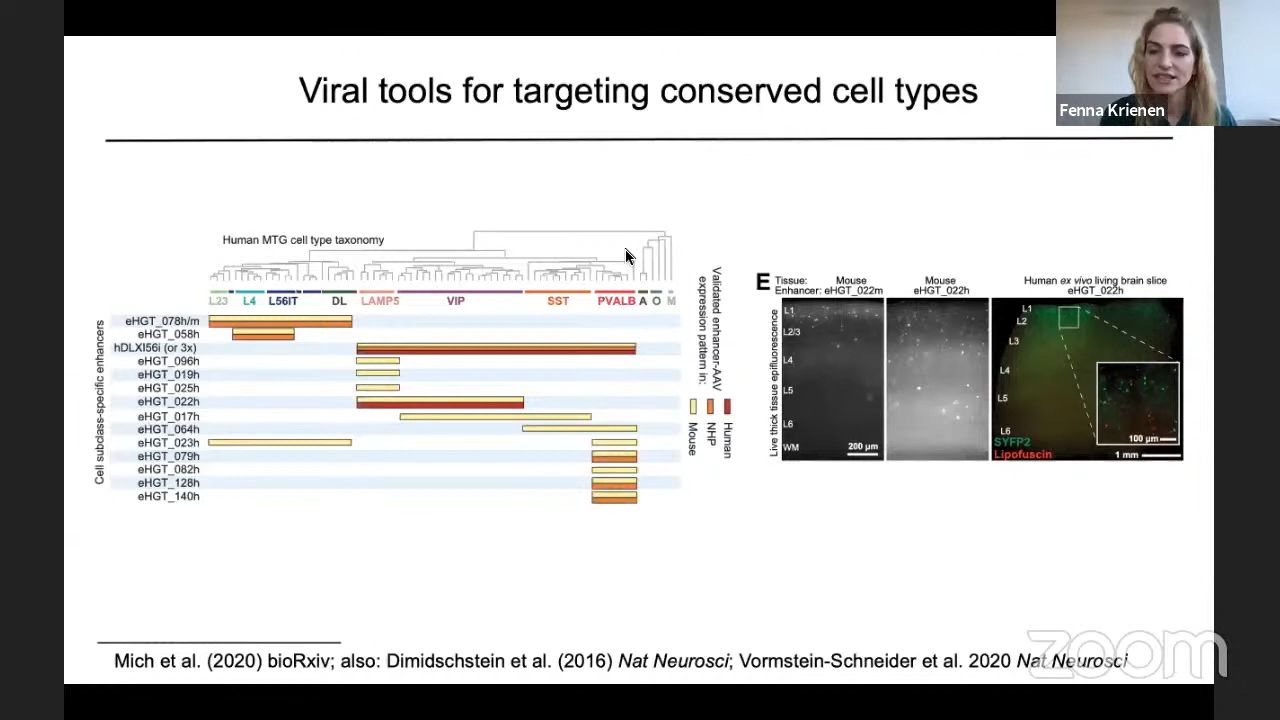 Fenna Krienen
Viral tools for targeting conserved cell types
Human MTG cell type taxonomy
L23 L4 L56IT DL LAMP5 VIP SST PVALB A O M
Cell subclass-specific enhancers
eHGT_078h/m
eHGT_058h
hDLXI56i (or 3x)
eHGT_096h
eHGT_019h
eHGT_025h
eHGT_022h
eHGT_017h
eHGT_064h
eHGT_023h
eHGT_079h
eHGT_082h
eHGT_128h
eHGT_140h
Validated enhancer-AAV
expression pattern in:
Human
NHP
Mouse
E
Tissue: Mouse Mouse Human ex vivo living brain slice
Enhancer: eHGT_022m eHGT_022h eHGT_022h
Live thick tissue epifluorescence
L1
L2/3
L4
L5
L6
WM
200 µm
L1
L2
L3
L4
L5
L6
SYFP2
Lipofuscin
100 µm
1 mm
Mich et al. (2020) bioRxiv; also: Dimidschstein et al. (2016) Nat Neurosci; Vormstein-Schneider et al. 2020 Nat Neurosci
zoom